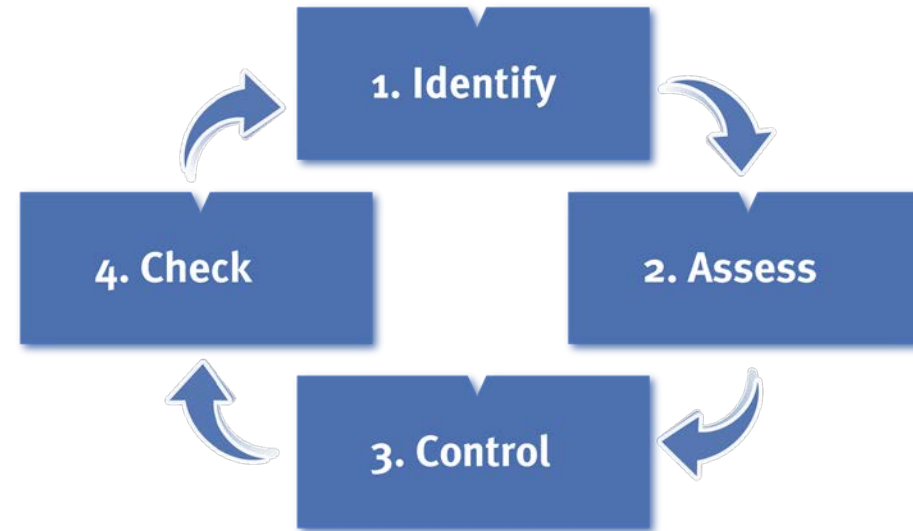 1. Identify
2. Assess
3. Control
4. Check